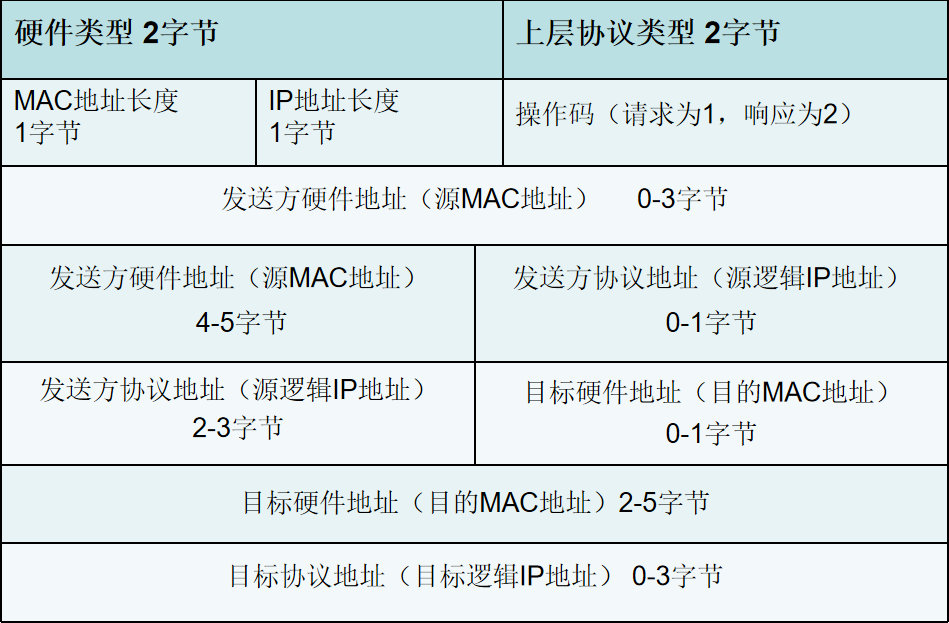 硬件类型 2字节
上层协议类型 2字节
MAC地址长度
1字节
IP地址长度
1字节
操作码（请求为1，响应为2）
发送方硬件地址（源MAC地址） 0-3字节
发送方硬件地址（源MAC地址）
4-5字节
发送方协议地址（源逻辑IP地址）
0-1字节
发送方协议地址（源逻辑IP地址）
2-3字节
目标硬件地址（目的MAC地址）
0-1字节
目标硬件地址（目的MAC地址）2-5字节
目标协议地址（目标逻辑IP地址） 0-3字节